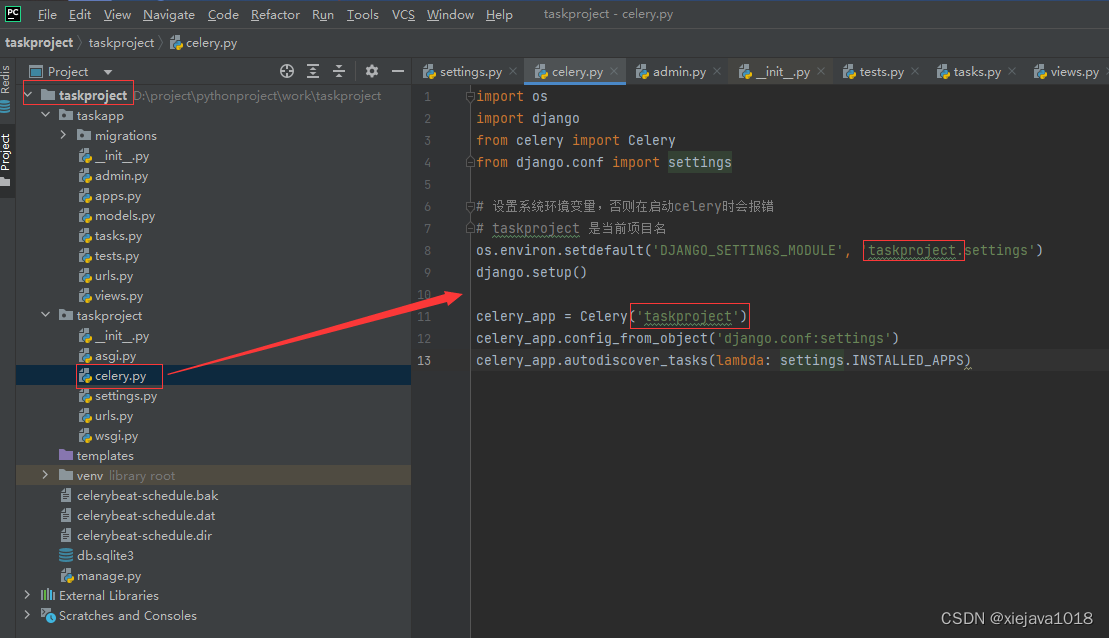 PC File Edit View Navigate Code Refactor Run Tools VCS Window Help taskproject - celery.py
taskproject taskproject celery.py
Redis
Project
Project
settings.py celery.py admin.py __init__.py tests.py tasks.py views.py
taskproject D:\project\pythonproject\work\taskproject
taskapp
migrations
__init__.py
admin.py
apps.py
models.py
tasks.py
tests.py
urls.py
views.py
taskproject
__init__.py
asgi.py
celery.py
settings.py
urls.py
wsgi.py
templates
venv library root
celerybeat-schedule.bak
celerybeat-schedule.dat
celerybeat-schedule.dir
db.sqlite3
manage.py
External Libraries
Scratches and Consoles
1 import os
2 import django
3 from celery import Celery
4 from django.conf import settings
5
6 # 设置系统环境变量，否则在启动celery时会报错
7 # taskproject 是当前项目名
8 os.environ.setdefault('DJANGO_SETTINGS_MODULE', 'taskproject.settings')
9 django.setup()
10
11 celery_app = Celery('taskproject')
12 celery_app.config_from_object('django.conf:settings')
13 celery_app.autodiscover_tasks(lambda: settings.INSTALLED_APPS)
CSDN @xiejava1018